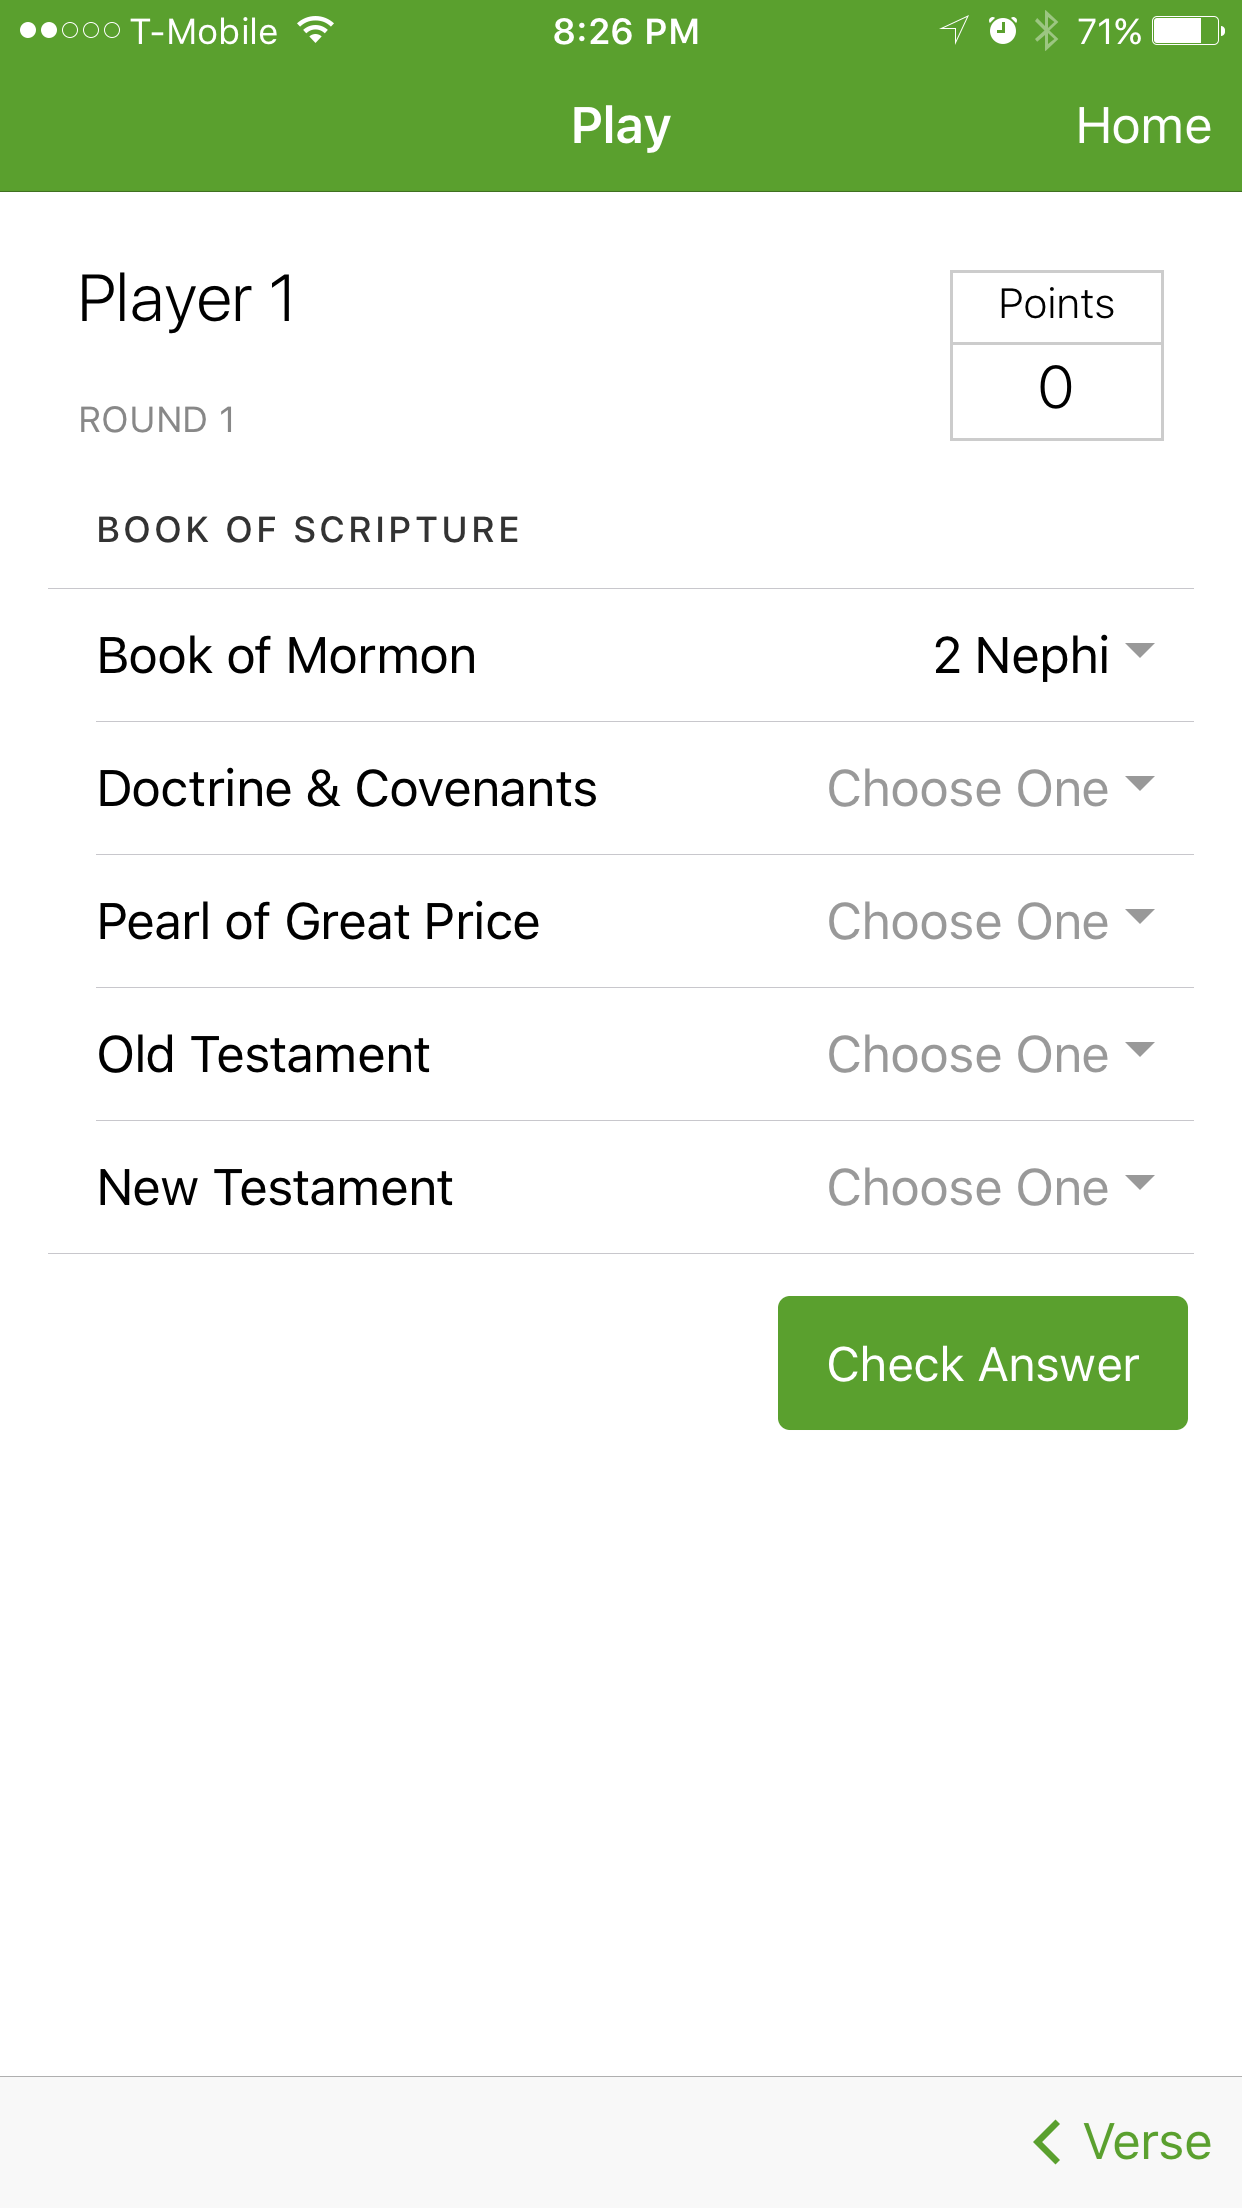 T-Mobile 8:26 PM 71%
Play Home
Player 1
Points
0
ROUND 1
BOOK OF SCRIPTURE
Book of Mormon 2 Nephi
Doctrine & Covenants Choose One
Pearl of Great Price Choose One
Old Testament Choose One
New Testament Choose One
Check Answer
Verse